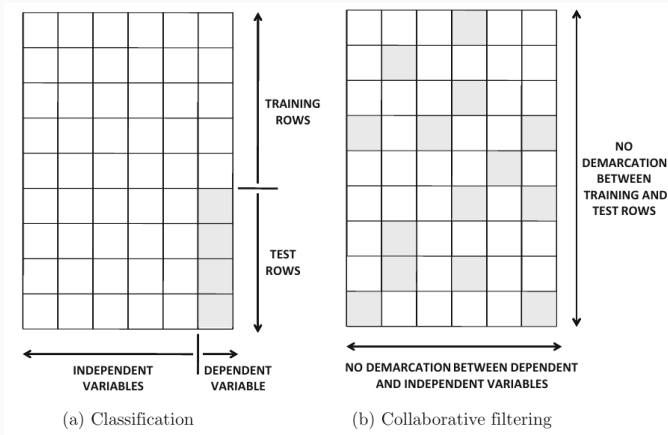 TRAINING
ROWS
TEST
ROWS
INDEPENDENT
VARIABLES
DEPENDENT
VARIABLE
(a) Classification
NO
DEMARCATION
BETWEEN
TRAINING AND
TEST ROWS
NO DEMARCATION BETWEEN DEPENDENT
AND INDEPENDENT VARIABLES
(b) Collaborative filtering